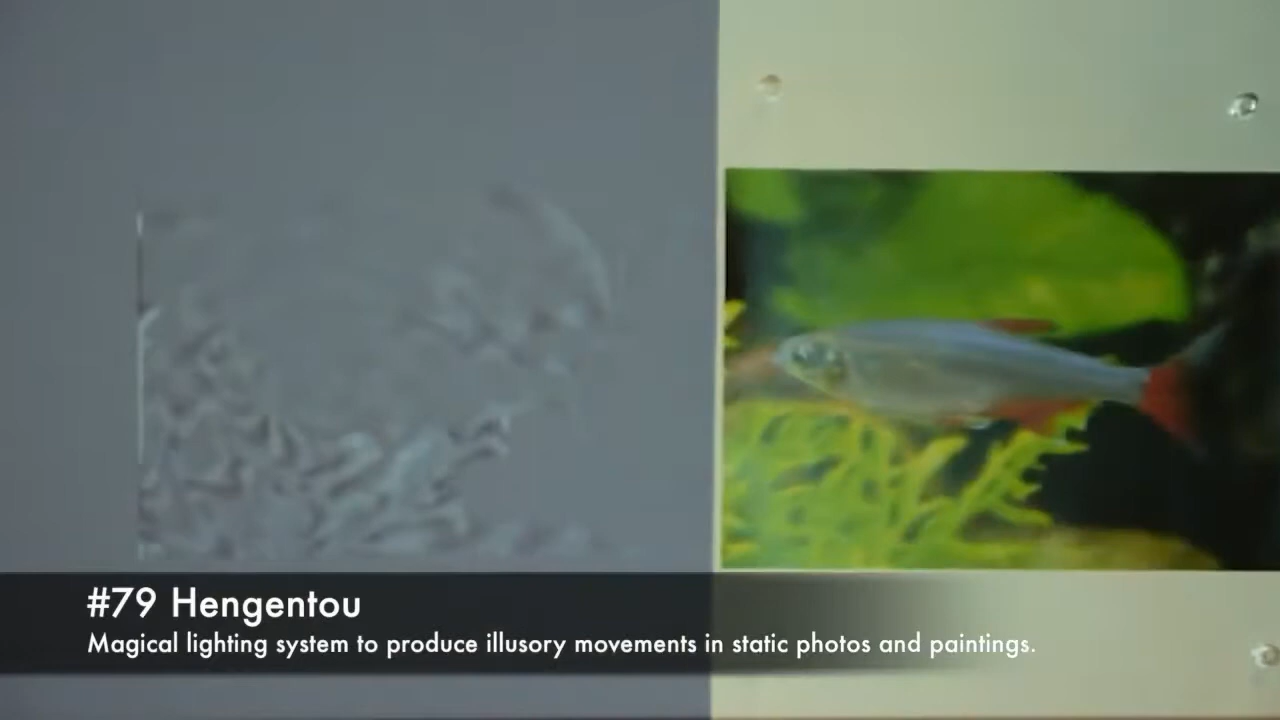 #79 Hengentou
Magical lighting system to produce illusory movements in static photos and paintings.